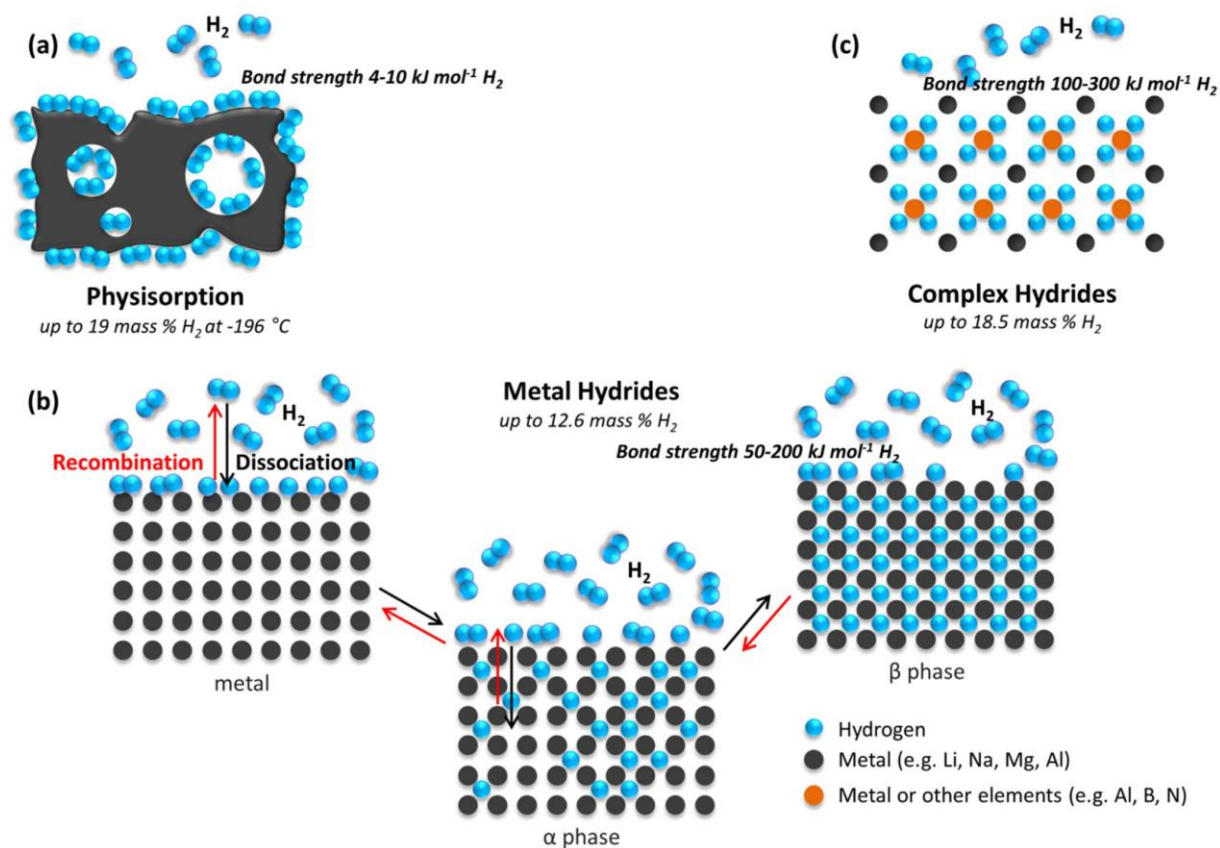 (a)
H₂
Bond strength 4-10 kJ mol⁻¹ H₂
Physisorption
up to 19 mass % H₂ at -196 °C
(c)
H₂
Bond strength 100-300 kJ mol⁻¹ H₂
Complex Hydrides
up to 18.5 mass % H₂
(b)
H₂
Recombination
Dissociation
metal
Metal Hydrides
up to 12.6 mass % H₂
Bond strength 50-200 kJ mol⁻¹ H₂
H₂
α phase
H₂
β phase
Hydrogen
Metal (e.g. Li, Na, Mg, Al)
Metal or other elements (e.g. Al, B, N)